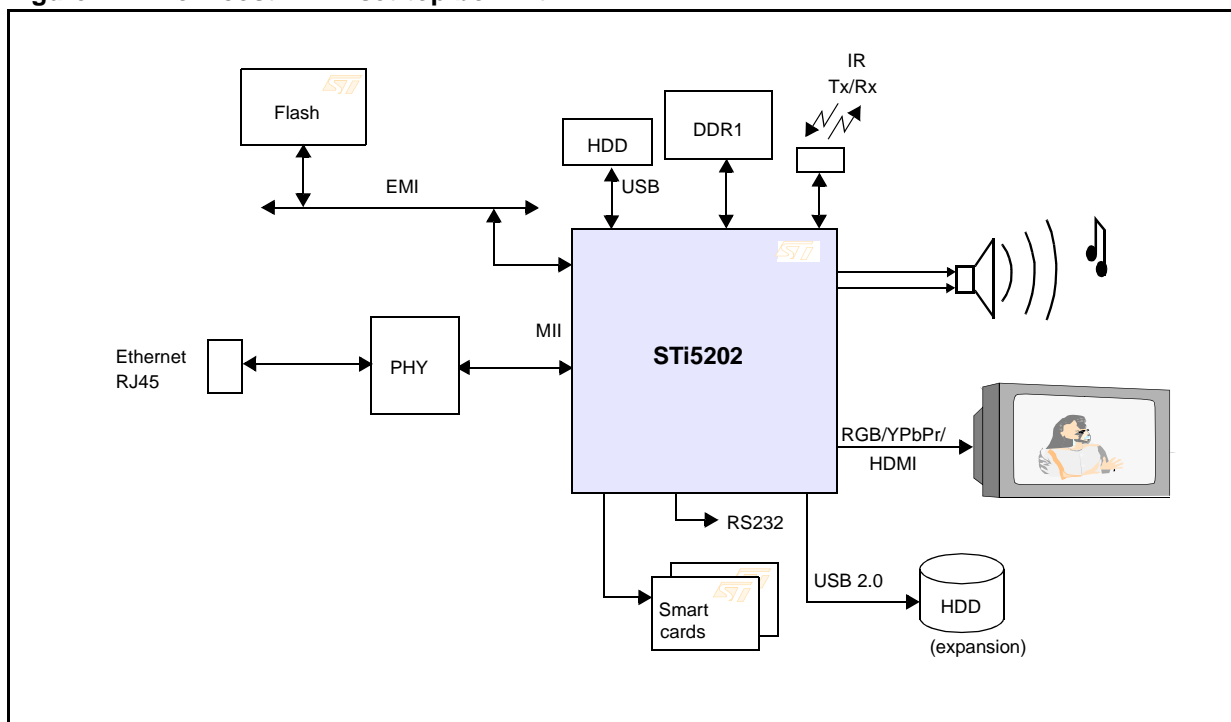 Flash
IR
Tx/Rx
HDD
DDR1
EMI
USB
MII
STi5202
Ethernet
RJ45
PHY
RGB/YPbPr/
HDMI
RS232
USB 2.0
Smart
cards
HDD
(expansion)